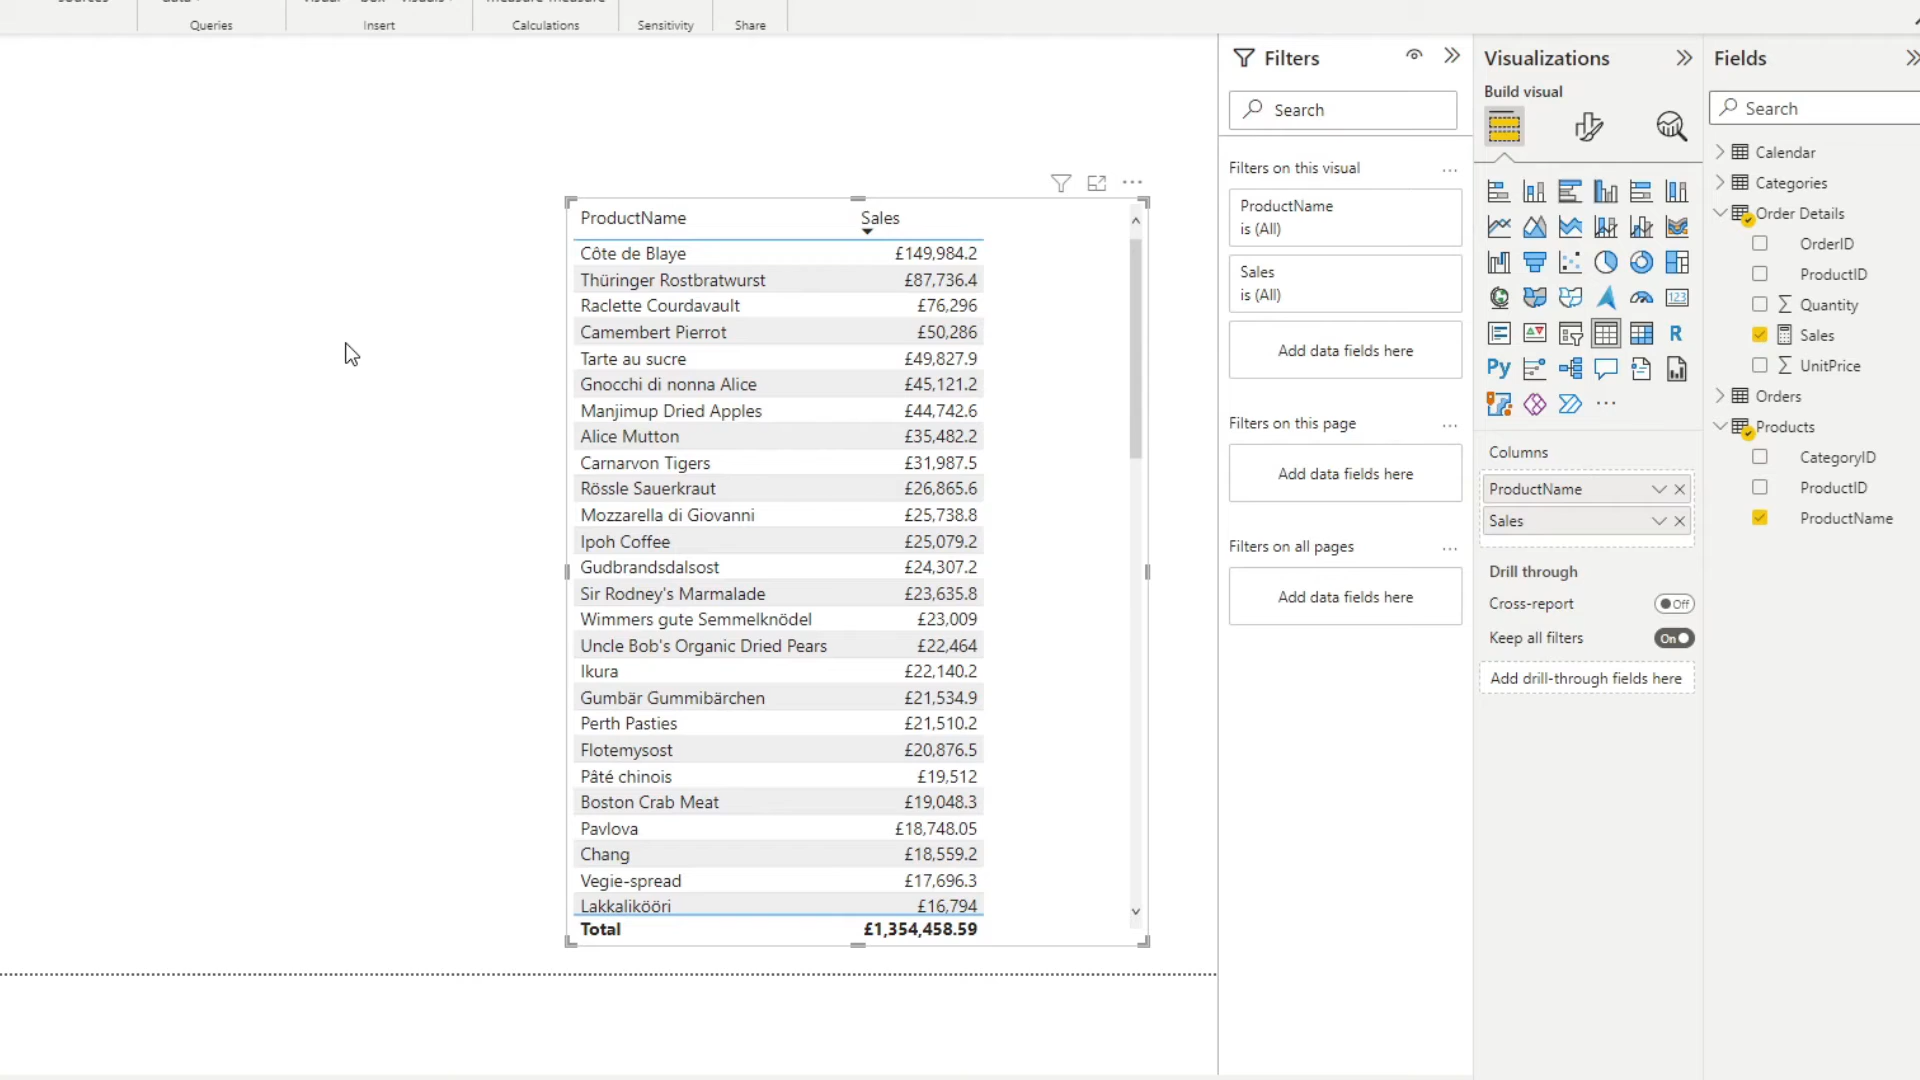 Queries
Insert
Calculations
Sensitivity
Share
Filters
Search
Filters on this visual
ProductName
is (All)
Sales
is (All)
Add data fields here
Filters on this page
Add data fields here
Filters on all pages
Add data fields here
Visualizations
Build visual
123
R
Py
Columns
ProductName
Sales
Drill through
Cross-report
Off
Keep all filters
On
Add drill-through fields here
Fields
Search
Calendar
Categories
Order Details
OrderID
ProductID
Quantity
Sales
UnitPrice
Orders
Products
CategoryID
ProductID
ProductName
ProductName Sales
Côte de Blaye £149,984.2
Thüringer Rostbratwurst £87,736.4
Raclette Courdavault £76,296
Camembert Pierrot £50,286
Tarte au sucre £49,827.9
Gnocchi di nonna Alice £45,121.2
Manjimup Dried Apples £44,742.6
Alice Mutton £35,482.2
Carnarvon Tigers £31,987.5
Rössle Sauerkraut £26,865.6
Mozzarella di Giovanni £25,738.8
Ipoh Coffee £25,079.2
Gudbrandsdalsost £24,307.2
Sir Rodney's Marmalade £23,635.8
Wimmers gute Semmelknödel £23,009
Uncle Bob's Organic Dried Pears £22,464
Ikura £22,140.2
Gumbär Gummibärchen £21,534.9
Perth Pasties £21,510.2
Flotemysost £20,876.5
Pâté chinois £19,512
Boston Crab Meat £19,048.3
Pavlova £18,748.05
Chang £18,559.2
Vegie-spread £17,696.3
Lakkalikööri £16,794
Total £1,354,458.59